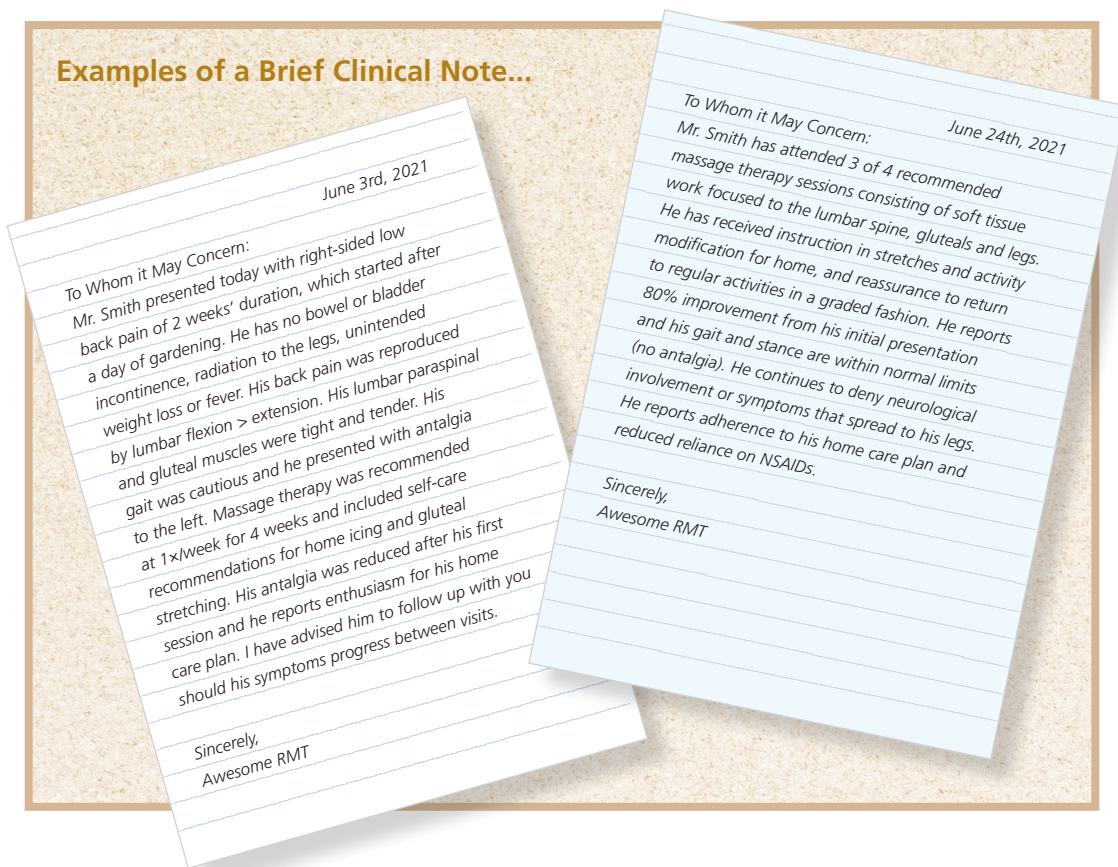 Examples of a Brief Clinical Note...
June 3rd, 2021
To Whom it May Concern:
Mr. Smith presented today with right-sided low
back pain of 2 weeks' duration, which started after
a day of gardening. He has no bowel or bladder
incontinence, radiation to the legs, unintended
weight loss or fever. His back pain was reproduced
by lumbar flexion > extension. His lumbar paraspinal
and gluteal muscles were tight and tender. His
gait was cautious and he presented with antalgia
to the left. Massage therapy was recommended
at 1×/week for 4 weeks and included self-care
recommendations for home icing and gluteal
stretching. His antalgia was reduced after his first
session and he reports enthusiasm for his home
care plan. I have advised him to follow up with you
should his symptoms progress between visits.
Sincerely,
Awesome RMT
June 24th, 2021
To Whom it May Concern:
Mr. Smith has attended 3 of 4 recommended
massage therapy sessions consisting of soft tissue
work focused to the lumbar spine, gluteals and legs.
He has received instruction in stretches and activity
modification for home, and reassurance to return
to regular activities in a graded fashion. He reports
80% improvement from his initial presentation
and his gait and stance are within normal limits
(no antalgia). He continues to deny neurological
involvement or symptoms that spread to his legs.
He reports adherence to his home care plan and
reduced reliance on NSAIDs.
Sincerely,
Awesome RMT